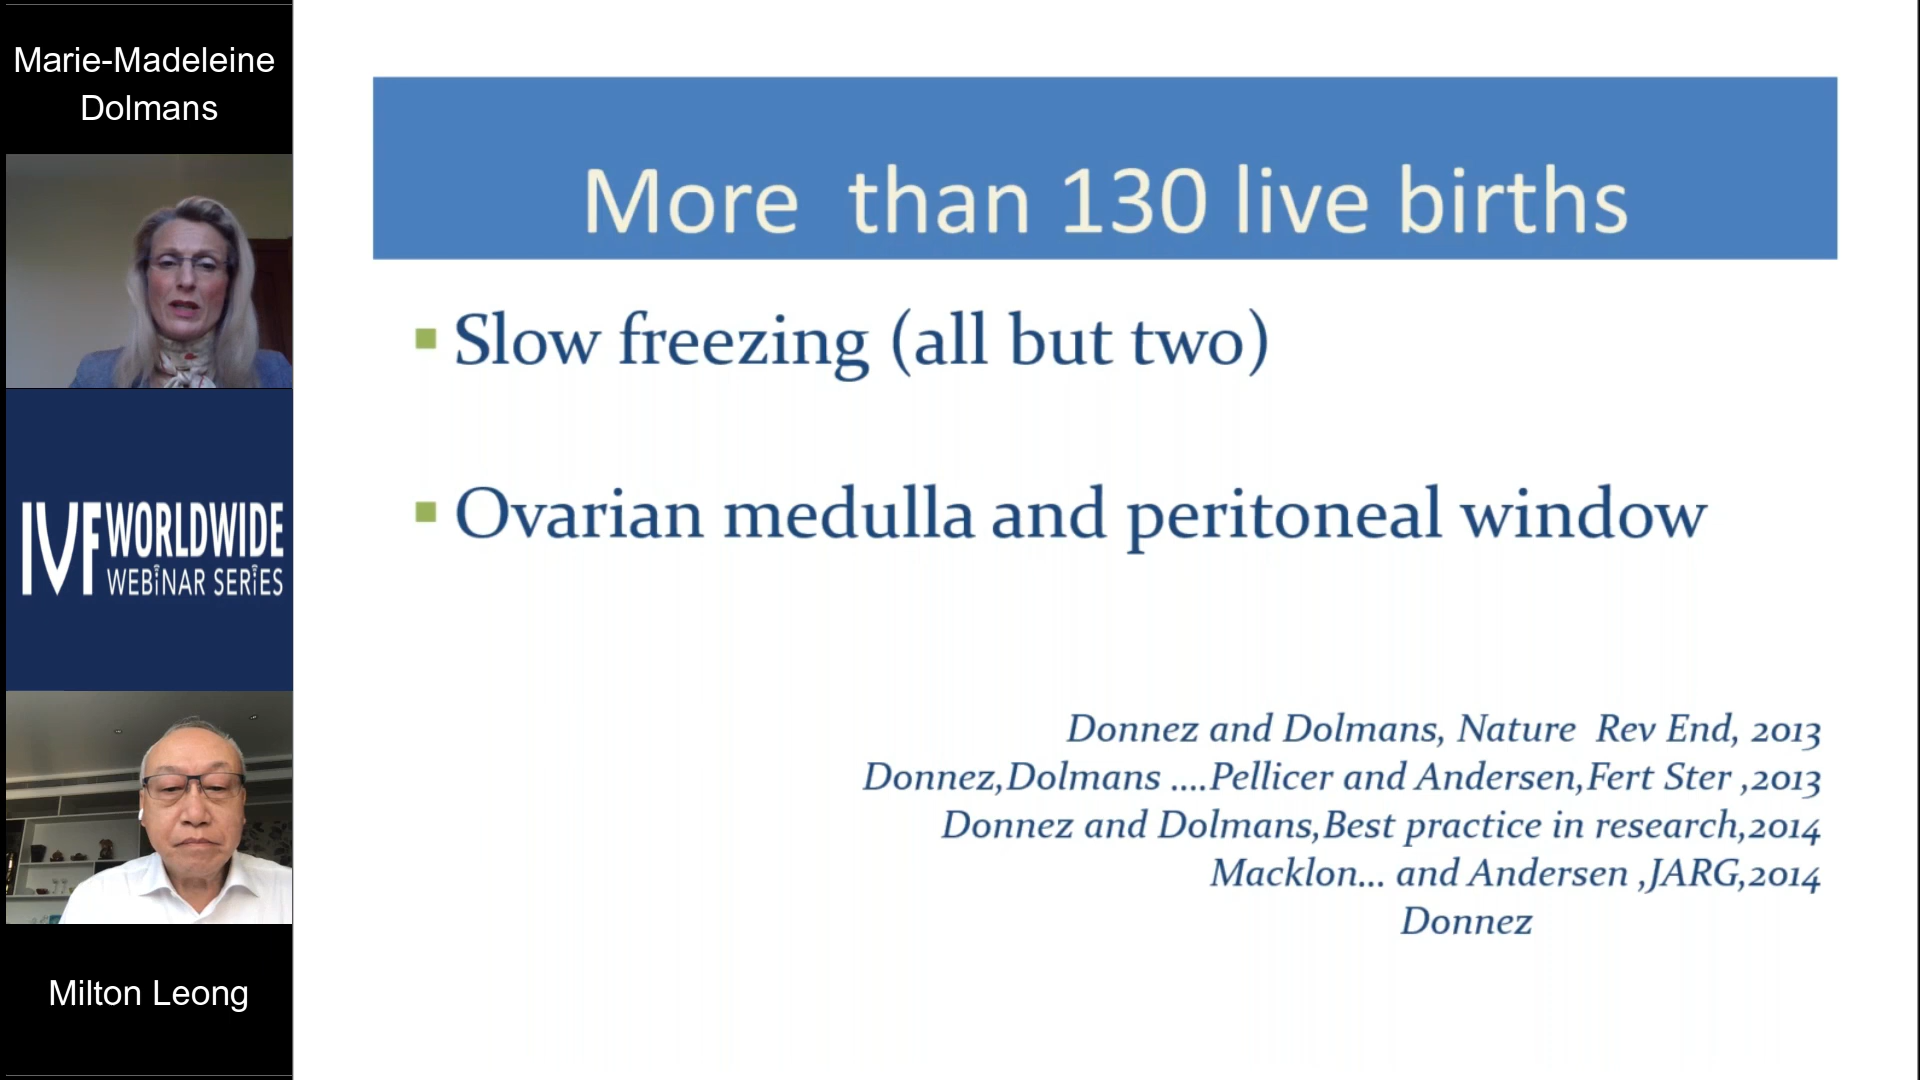 Marie-Madeleine
Dolmans
IVF WORLDWIDE
WEBINAR SERIES
Milton Leong
More than 130 live births
Slow freezing (all but two)
Ovarian medulla and peritoneal window
Donnez and Dolmans, Nature Rev End, 2013
Donnez,Dolmans ....Pellicer and Andersen,Fert Ster ,2013
Donnez and Dolmans,Best practice in research,2014
Macklon... and Andersen ,JARG,2014
Donnez